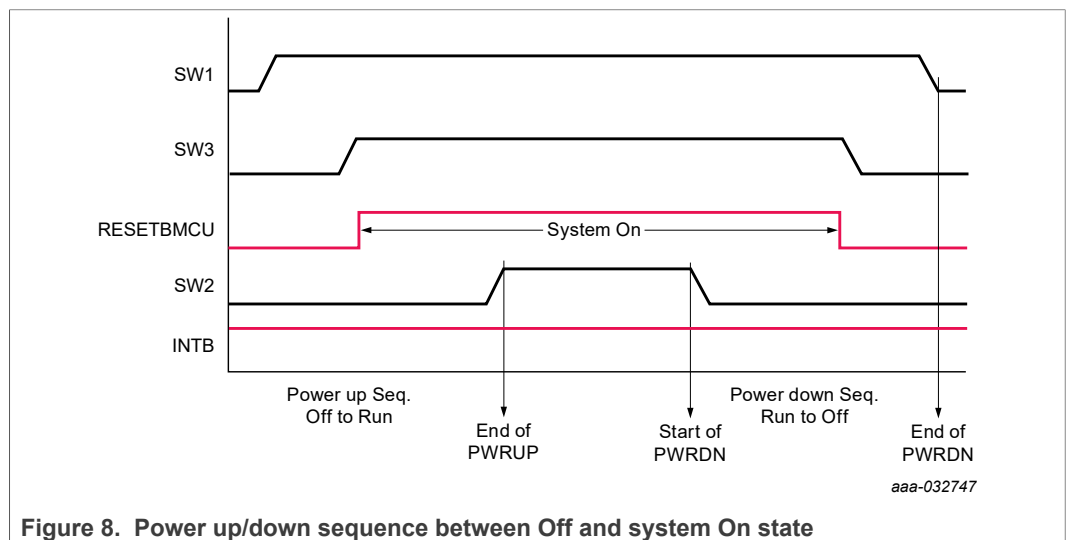 SW1
SW3
RESETBMCU
System On
SW2
INTB
Power up Seq.
Off to Run
End of
PWRUP
Start of
PWRDN
Power down Seq.
Run to Off
End of
PWRDN
aaa-032747
Figure 8. Power up/down sequence between Off and system On state